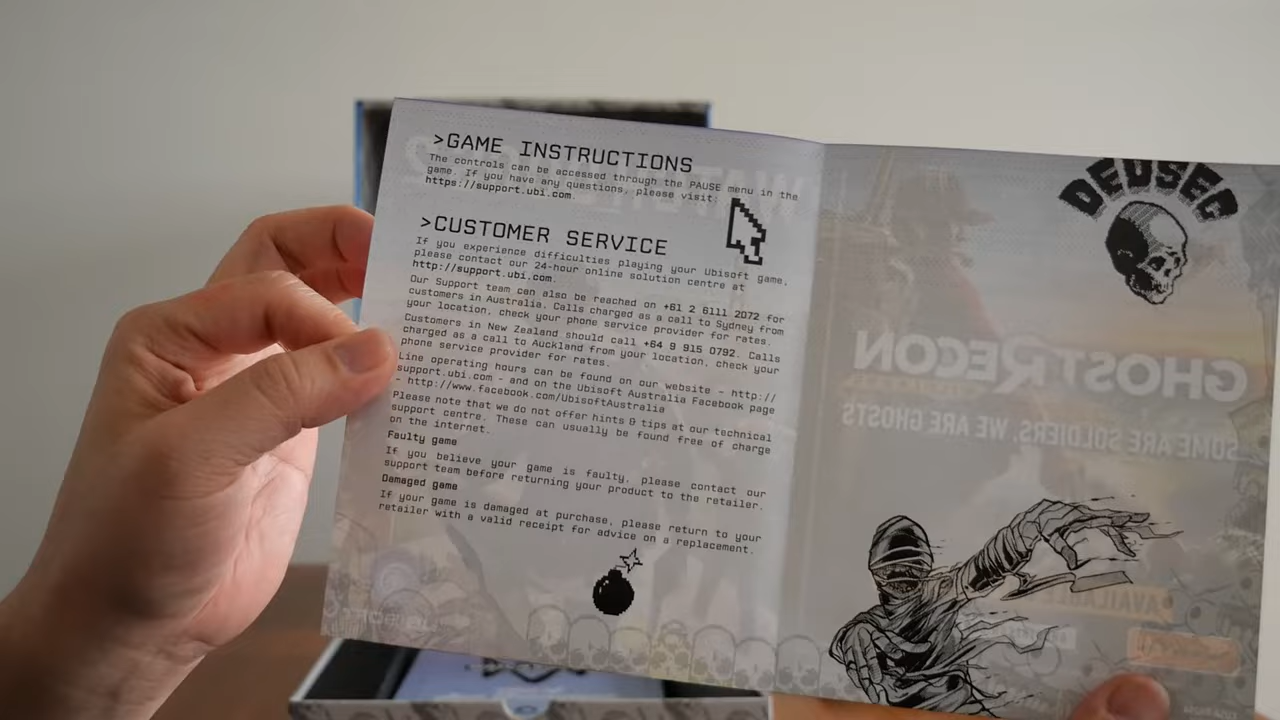 >GAME INSTRUCTIONS
The controls can be accessed through the PAUSE menu in the
game. If you have any questions, please visit:
https://support.ubi.com.
>CUSTOMER SERVICE
If you experience difficulties playing your Ubisoft game,
please contact our 24-hour online solution centre at
http://support.ubi.com.
Our Support team can also be reached on +61 2 6111 2072 for
customers in Australia. Calls charged as a call to Sydney from
your location, check your phone service provider for rates.
Customers in New Zealand should call +64 9 915 0792. Calls
charged as a call to Auckland from your location, check your
phone service provider for rates.
Line operating hours can be found on our website - http://
support.ubi.com - and on the Ubisoft Australia Facebook page
- http://www.facebook.com/UbisoftAustralia
Please note that we do not offer hints & tips at our technical
support centre. These can usually be found free of charge
on the internet.
Faulty game
If you believe your game is faulty, please contact our
support team before returning your product to the retailer.
Damaged game
If your game is damaged at purchase, please return to your
retailer with a valid receipt for advice on a replacement.
DEDSEC
GHOST RECON
SOME ARE SOLDIERS, WE ARE GHOSTS